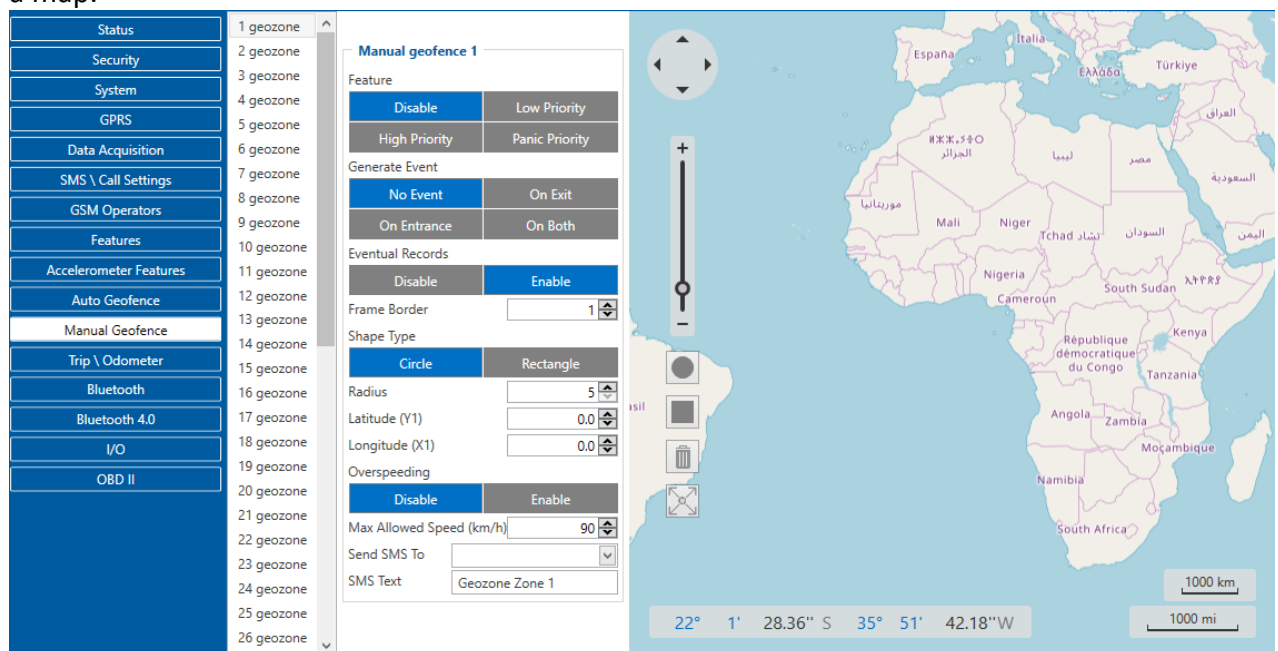 a map.
Status
Security
System
GPRS
Data Acquisition
SMS \ Call Settings
GSM Operators
Features
Accelerometer Features
Auto Geofence
Manual Geofence
Trip \ Odometer
Bluetooth
Bluetooth 4.0
I/O
OBD II
1 geozone
2 geozone
3 geozone
4 geozone
5 geozone
6 geozone
7 geozone
8 geozone
9 geozone
10 geozone
11 geozone
12 geozone
13 geozone
14 geozone
15 geozone
16 geozone
17 geozone
18 geozone
19 geozone
20 geozone
21 geozone
22 geozone
23 geozone
24 geozone
25 geozone
26 geozone
Manual geofence 1
Feature
Disable Low Priority
High Priority Panic Priority
Generate Event
No Event On Exit
On Entrance On Both
Eventual Records
Disable Enable
Frame Border 1
Shape Type
Circle Rectangle
Radius 5
Latitude (Y1) 0.0
Longitude (X1) 0.0
Overspeeding
Disable Enable
Max Allowed Speed (km/h) 90
Send SMS To
SMS Text Geozone Zone 1
Italia
España
Ελλάδα
Türkiye
العراق
الجزائر
ليبيا
مصر
السعودية
موريتانيا
Mali
Niger
Tchad تشاد
السودان
اليمن
Nigeria
South Sudan
Cameroun
République
démocratique
du Congo
Kenya
Tanzania
isil
Angola
Zambia
Moçambique
Namibia
South Africa
+
−
1000 km
1000 mi
22° 1' 28.36'' S 35° 51' 42.18'' W